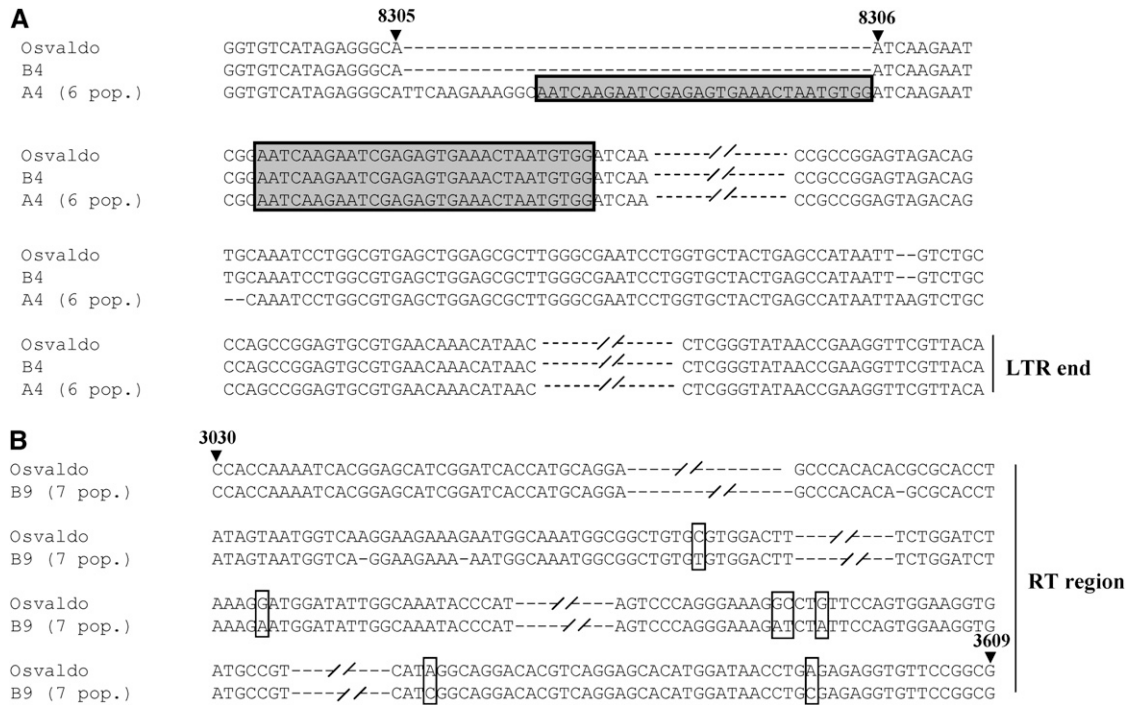 A
8305 8306
Osvaldo GGTGTCATAGAGGGCA------------------------------------------ATCAAGAAT
B4 GGTGTCATAGAGGGCA------------------------------------------ATCAAGAAT
A4 (6 pop.) GGTGTCATAGAGGGCATTCAAGAAAGGCAATCAAGAATCGAGAGTGAAACTAATGTGGATCAAGAAT
Osvaldo CGGAATCAAGAATCGAGAGTGAAACTAATGTGGATCAA ------//------ CCGCCGGAGTAGACAG
B4 CGGAATCAAGAATCGAGAGTGAAACTAATGTGGATCAA ------//------ CCGCCGGAGTAGACAG
A4 (6 pop.) CGCAATCAAGAATCGAGAGTGAAACTAATGTGGATCAA ------//------ CCGCCGGAGTAGACAG
Osvaldo TGCAAATCCTGGCGTGAGCTGGAGCGCTTGGGCGAATCCTGGTGCTACTGAGCCATAATT--GTCTGC
B4 TGCAAATCCTGGCGTGAGCTGGAGCGCTTGGGCGAATCCTGGTGCTACTGAGCCATAATT--GTCTGC
A4 (6 pop.) --CAAATCCTGGCGTGAGCTGGAGCGCTTGGGCGAATCCTGGTGCTACTGAGCCATAATTAAGTCTGC
Osvaldo CCAGCCGGAGTGCGTGAACAAACATAAC ------//------ CTCGGGTATAACCGAAGGTTCGTTACA
B4 CCAGCCGGAGTGCGTGAACAAACATAAC ------//------ CTCGGGTATAACCGAAGGTTCGTTACA
A4 (6 pop.) CCAGCCGGAGTGCGTGAACAAACATAAC ------//------ CTCGGGTATAACCGAAGGTTCGTTACA
LTR end
B
3030
Osvaldo CCACCAAAATCACGGAGCATCGGATCACCATGCAGGA-----//------- GCCCACACACGCGCACCT
B9 (7 pop.) CCACCAAAATCACGGAGCATCGGATCACCATGCAGGA-------//-----GCCCACACA-GCGCACCT
Osvaldo ATAGTAATGGTCAAGGAAGAAAGAATGGCAAATGGCGGCTGTGCGTGGACTT---//----TCTGGATCT
B9 (7 pop.) ATAGTAATGGTCA-GGAAGAAA-AATGGCAAATGGCGGCTGTGTGTGGACTT----//---TCTGGATCT
Osvaldo AAAGGATGGATATTGGCAAATACCCAT---//----AGTCCCAGGGAAAGGCCTGTTCCAGTGGAAGGTG
B9 (7 pop.) AAAGAATGGATATTGGCAAATACCCAT----//---AGTCCCAGGGAAAGATCTATTCCAGTGGAAGGTG
3609
Osvaldo ATGCCGT---//----CATAGGCAGGACACGTCAGGAGCACATGGATAACCTGAGAGAGGTGTTCCGGCG
B9 (7 pop.) ATGCCGT----//---CATCGGCAGGACACGTCAGGAGCACATGGATAACCTGCGAGAGGTGTTCCGGCG
RT region